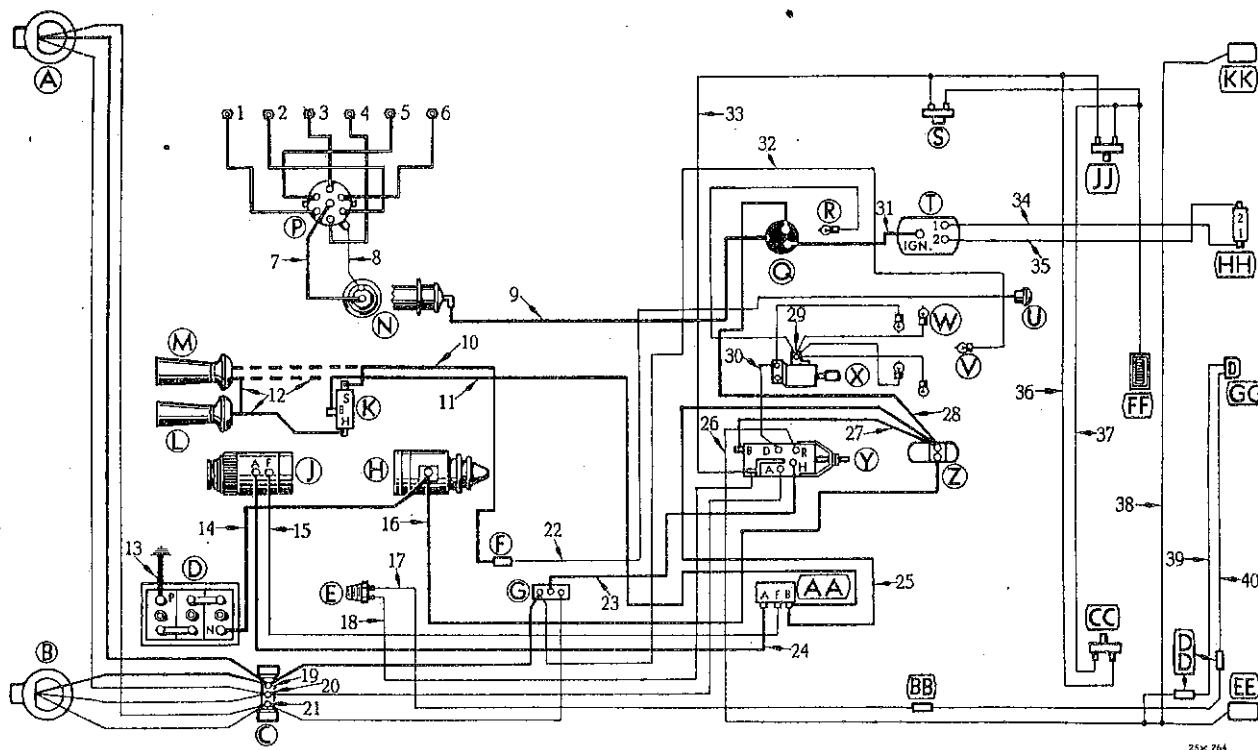 A
KK
1 2 3 4 5 6
33
S
32
JJ
R
31
T
1
IGN. 2
34
35
2 1
HH
P
Q
7
8
9
N
29
W
U
M
10
30
X
V
FF
D
GG
12
S
B
H
K
11
28
36
37
L
26
27
B D R
A H
Y
Z
A F
J
H
38
14
15
16
F
22
39
40
13
D
P
N
E
17
G
23
A F B
AA
25
18
24
CC
B
19
20
21
C
BB
D
D
EE